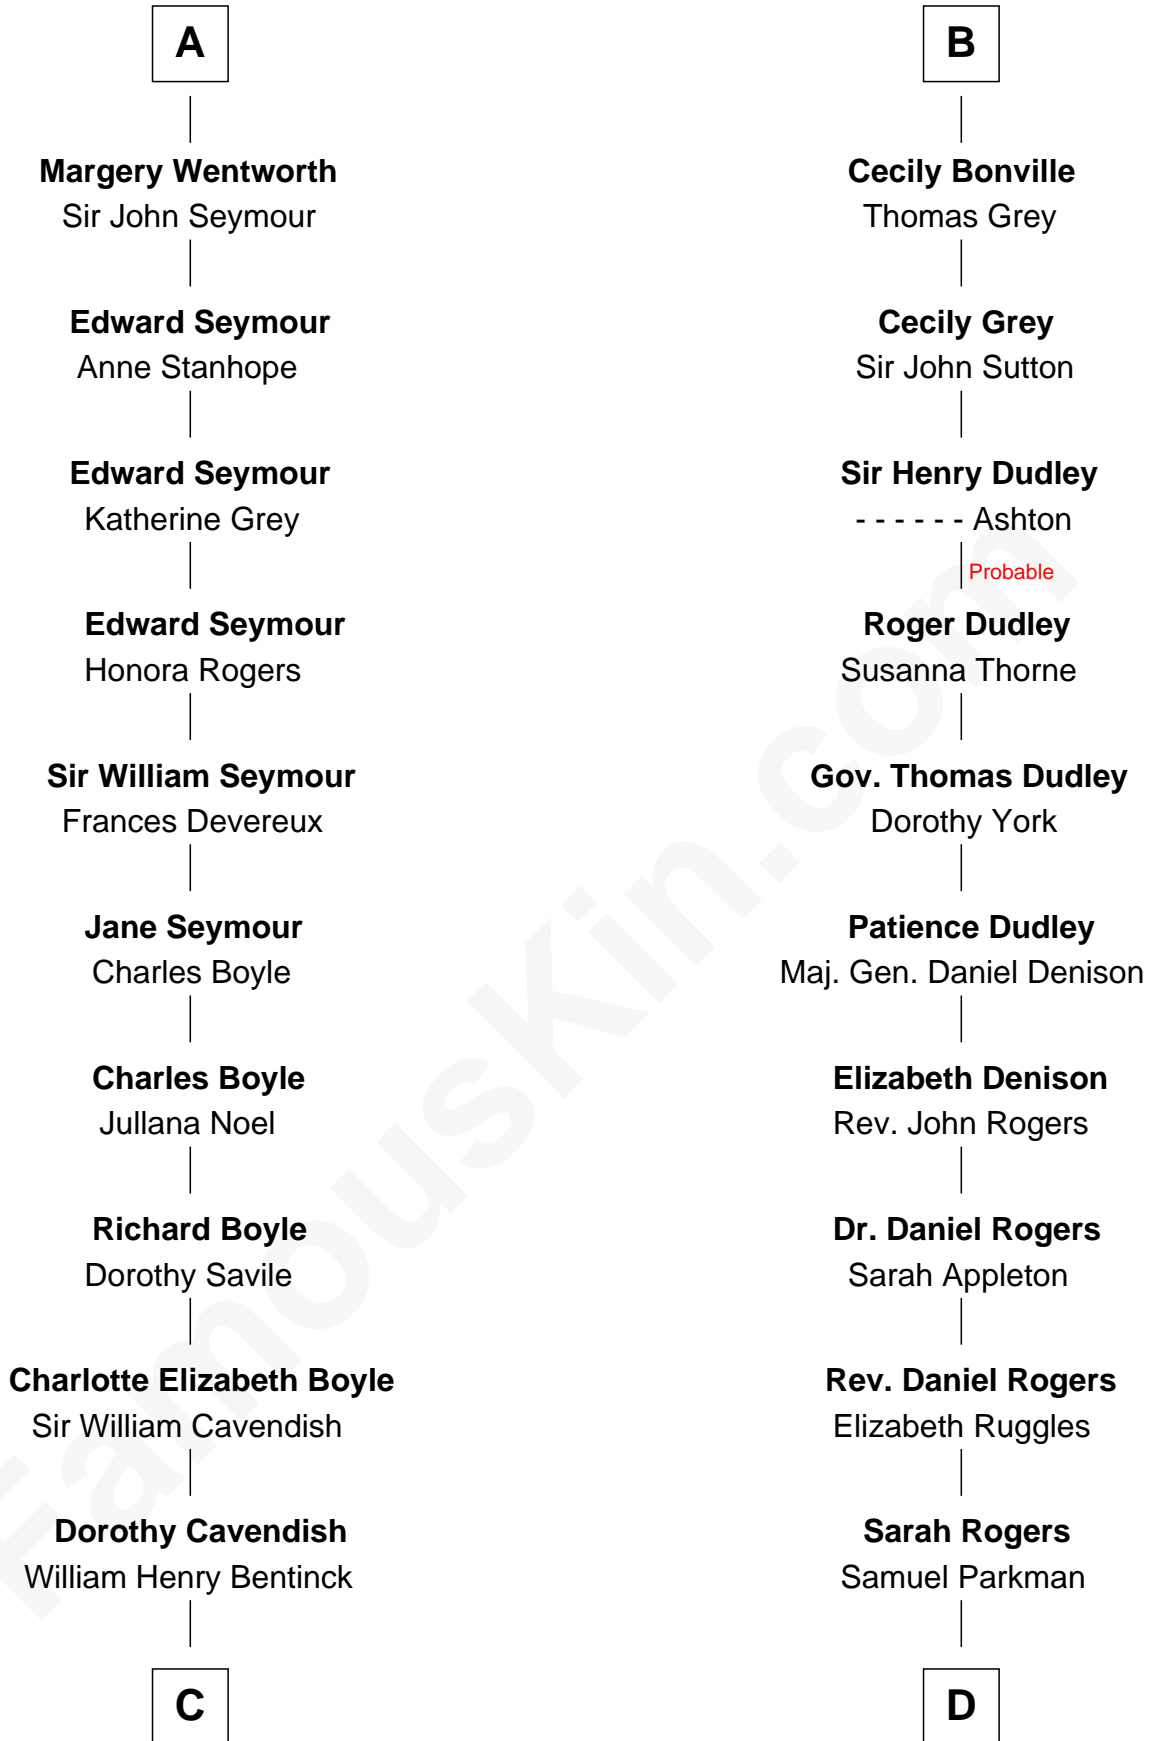 A
Margery Wentworth
Sir John Seymour
Edward Seymour
Anne Stanhope
Edward Seymour
Katherine Grey
Edward Seymour
Honora Rogers
Sir William Seymour
Frances Devereux
Jane Seymour
Charles Boyle
Charles Boyle
Jullana Noel
Richard Boyle
Dorothy Savile
Charlotte Elizabeth Boyle
Sir William Cavendish
Dorothy Cavendish
William Henry Bentinck
C
B
Cecily Bonville
Thomas Grey
Cecily Grey
Sir John Sutton
Sir Henry Dudley
- - - - - - Ashton
Probable
Roger Dudley
Susanna Thorne
Gov. Thomas Dudley
Dorothy York
Patience Dudley
Maj. Gen. Daniel Denison
Elizabeth Denison
Rev. John Rogers
Dr. Daniel Rogers
Sarah Appleton
Rev. Daniel Rogers
Elizabeth Ruggles
Sarah Rogers
Samuel Parkman
D
FamousKin.com